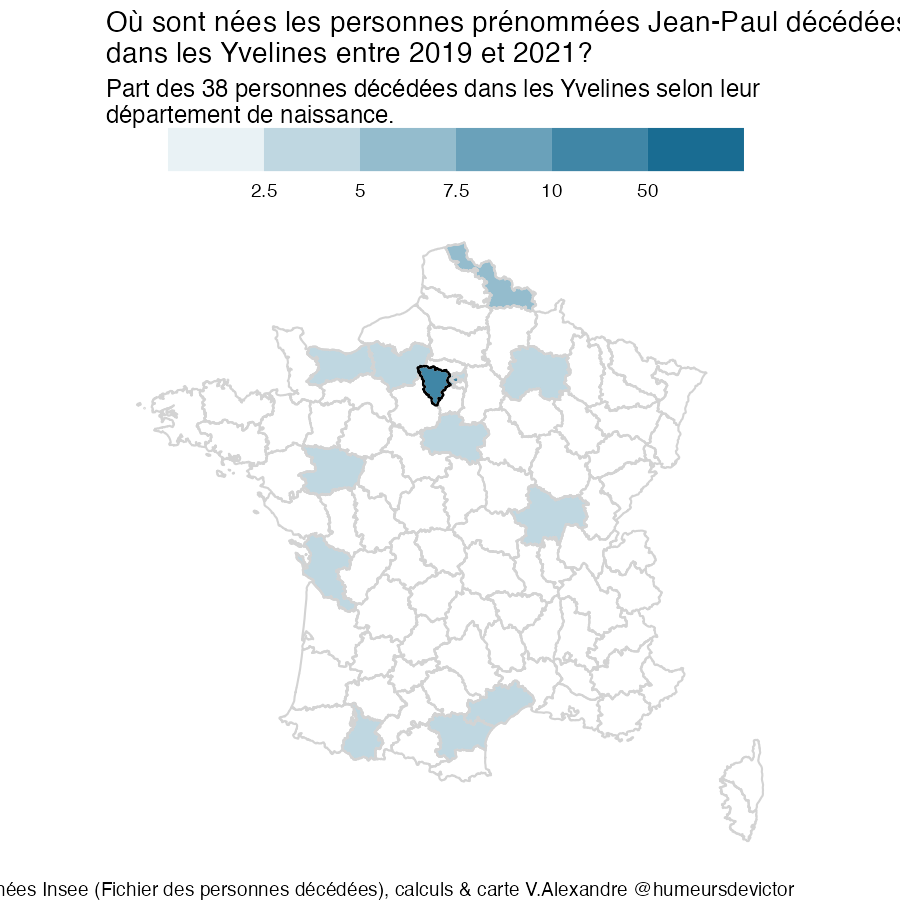 Où sont nées les personnes prénommées Jean-Paul décédées
dans les Yvelines entre 2019 et 2021?
Part des 38 personnes décédées dans les Yvelines selon leur
département de naissance.
2.5 5 7.5 10 50
nées Insee (Fichier des personnes décédées), calculs & carte V.Alexandre @humeursdevictor